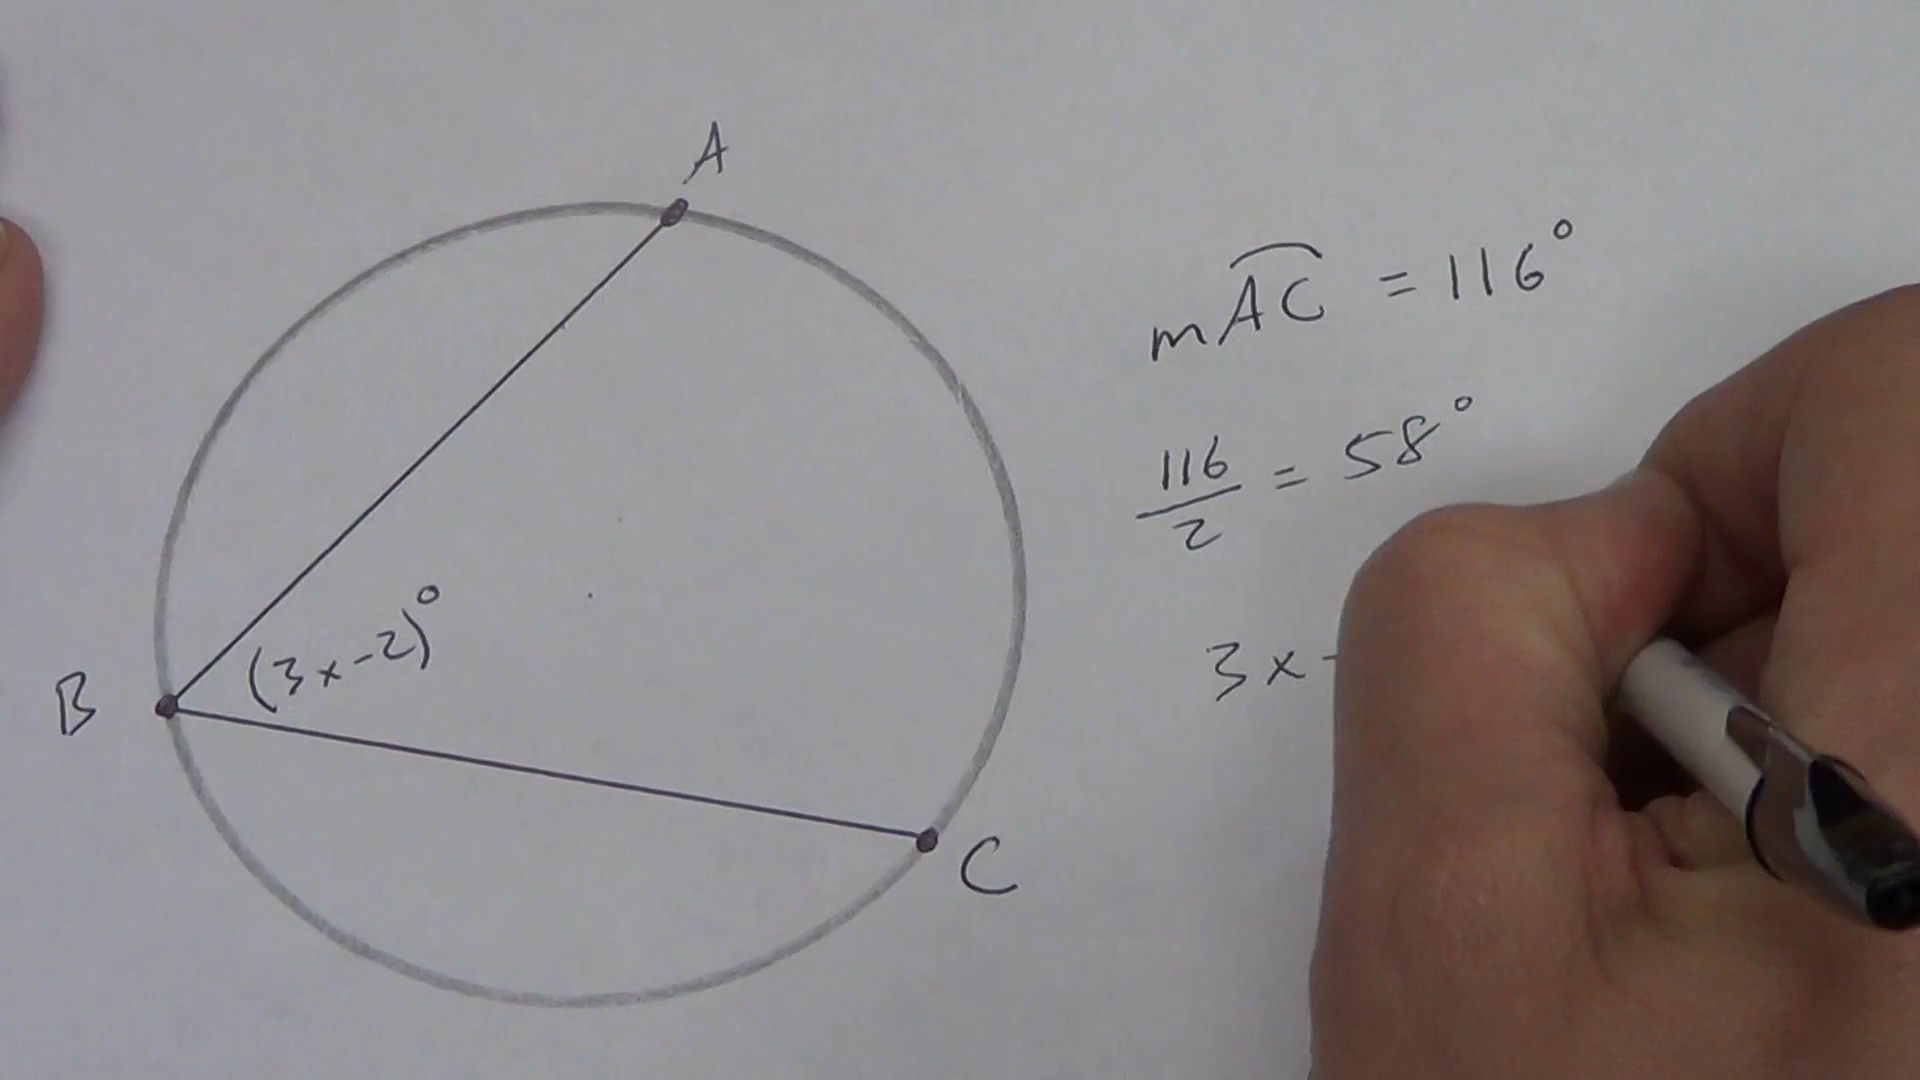 A
mAC = 116°
116/2 = 58°
(3x-2)°
3x-
B
C